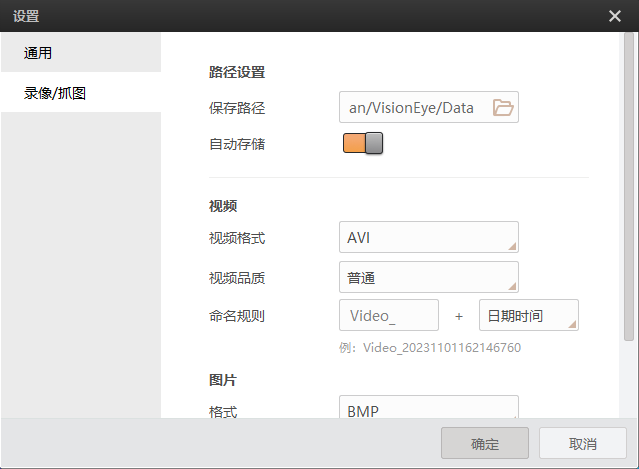 设置
通用
录像/抓图
路径设置
保存路径 an/VisionEye/Data
自动存储
视频
视频格式 AVI
视频品质 普通
命名规则 Video_ + 日期时间
例：Video_20231101162146760
图片
格式 BMP
确定 取消